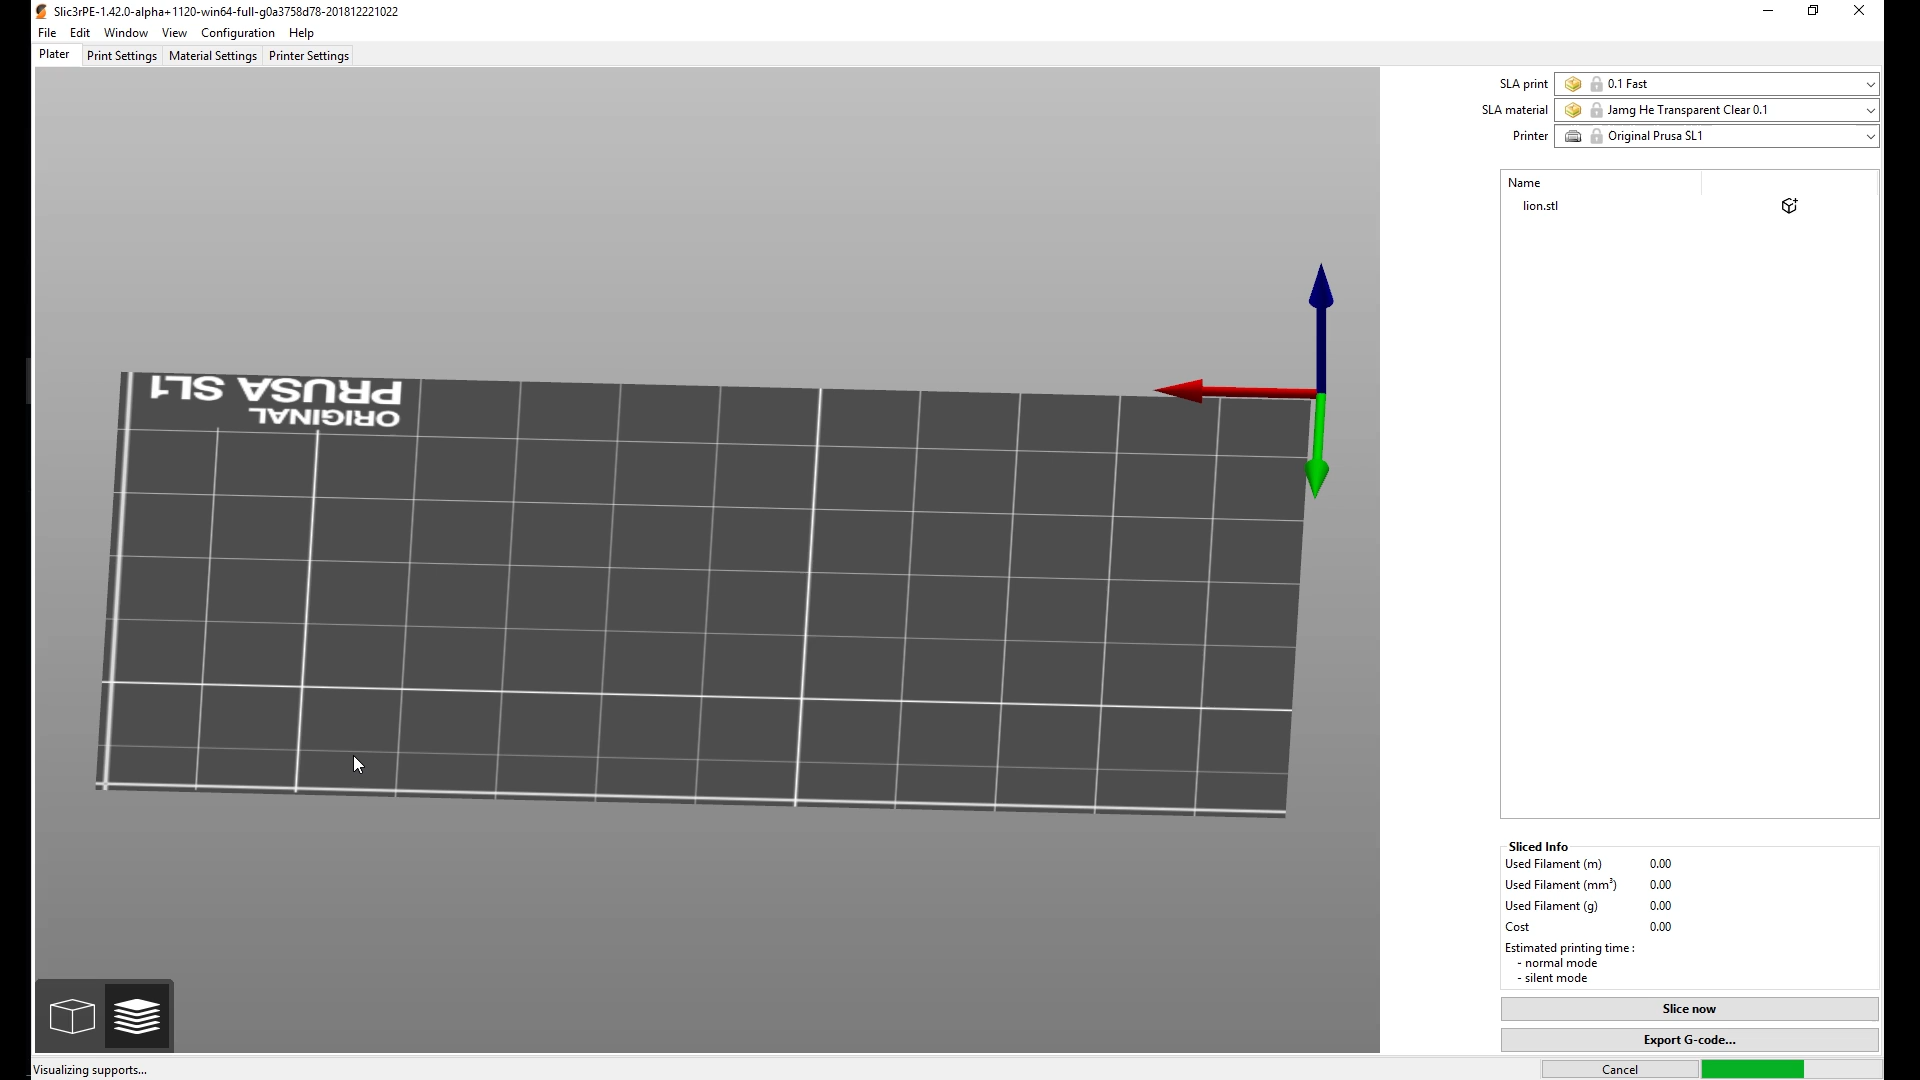 Slic3rPE-1.42.0-alpha+1120-win64-full-g0a3758d78-201812221022
File Edit Window View Configuration Help
Plater Print Settings Material Settings Printer Settings
SLA print 0.1 Fast
SLA material Jamg He Transparent Clear 0.1
Printer Original Prusa SL1
Name
lion.stl
ORIGINAL
PRUSA SL1
Sliced Info
Used Filament (m) 0.00
Used Filament (mm³) 0.00
Used Filament (g) 0.00
Cost 0.00
Estimated printing time :
- normal mode
- silent mode
Slice now
Export G-code...
Visualizing supports... Cancel